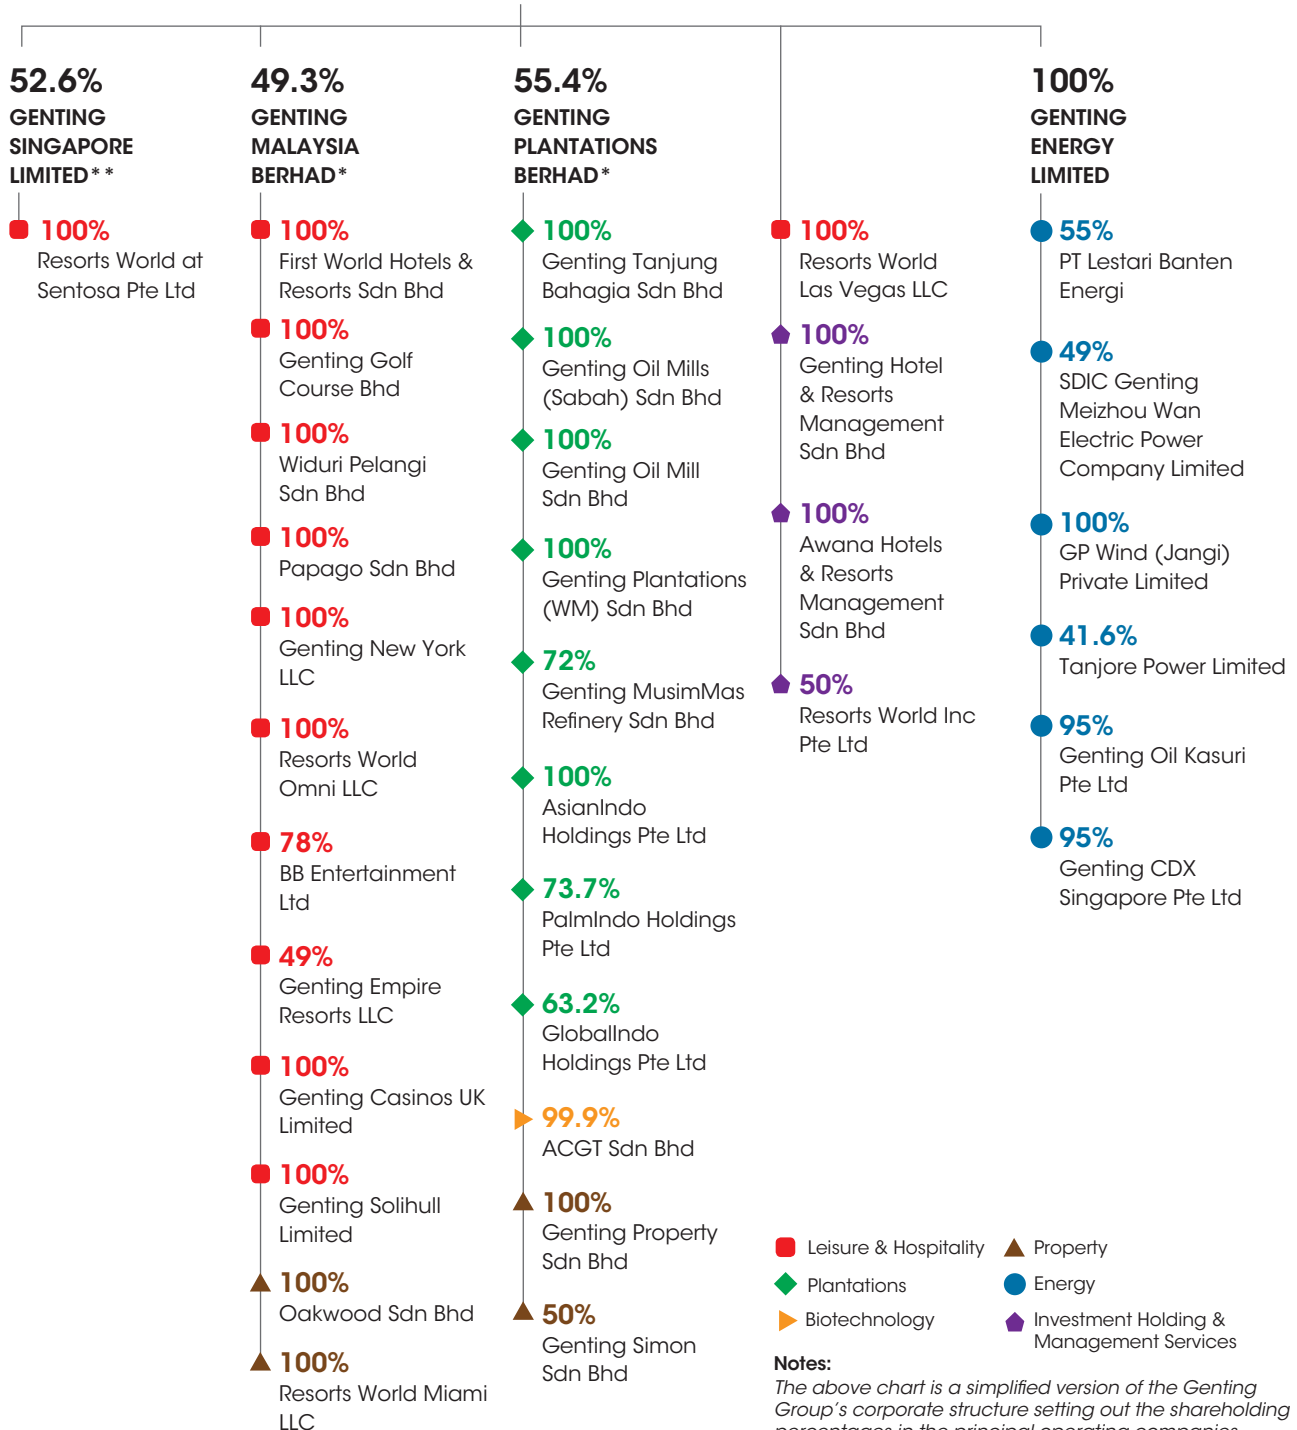 52.6%
GENTING
SINGAPORE
LIMITED**
100%
Resorts World at
Sentosa Pte Ltd
49.3%
GENTING
MALAYSIA
BERHAD*
100%
First World Hotels &
Resorts Sdn Bhd
100%
Genting Golf
Course Bhd
100%
Widuri Pelangi
Sdn Bhd
100%
Papago Sdn Bhd
100%
Genting New York
LLC
100%
Resorts World
Omni LLC
78%
BB Entertainment
Ltd
49%
Genting Empire
Resorts LLC
100%
Genting Casinos UK
Limited
100%
Genting Solihull
Limited
100%
Oakwood Sdn Bhd
100%
Resorts World Miami
LLC
55.4%
GENTING
PLANTATIONS
BERHAD*
100%
Genting Tanjung
Bahagia Sdn Bhd
100%
Genting Oil Mills
(Sabah) Sdn Bhd
100%
Genting Oil Mill
Sdn Bhd
100%
Genting Plantations
(WM) Sdn Bhd
72%
Genting MusimMas
Refinery Sdn Bhd
100%
AsianIndo
Holdings Pte Ltd
73.7%
PalmIndo Holdings
Pte Ltd
63.2%
GlobalIndo
Holdings Pte Ltd
99.9%
ACGT Sdn Bhd
100%
Genting Property
Sdn Bhd
50%
Genting Simon
Sdn Bhd
100%
Resorts World
Las Vegas LLC
100%
Genting Hotel
& Resorts
Management
Sdn Bhd
100%
Awana Hotels
& Resorts
Management
Sdn Bhd
50%
Resorts World Inc
Pte Ltd
100%
GENTING
ENERGY
LIMITED
55%
PT Lestari Banten
Energi
49%
SDIC Genting
Meizhou Wan
Electric Power
Company Limited
100%
GP Wind (Jangi)
Private Limited
41.6%
Tanjore Power Limited
95%
Genting Oil Kasuri
Pte Ltd
95%
Genting CDX
Singapore Pte Ltd
Leisure & Hospitality
Property
Plantations
Energy
Biotechnology
Investment Holding &
Management Services
Notes:
The above chart is a simplified version of the Genting
Group's corporate structure setting out the shareholding
percentages in the principal operating companies